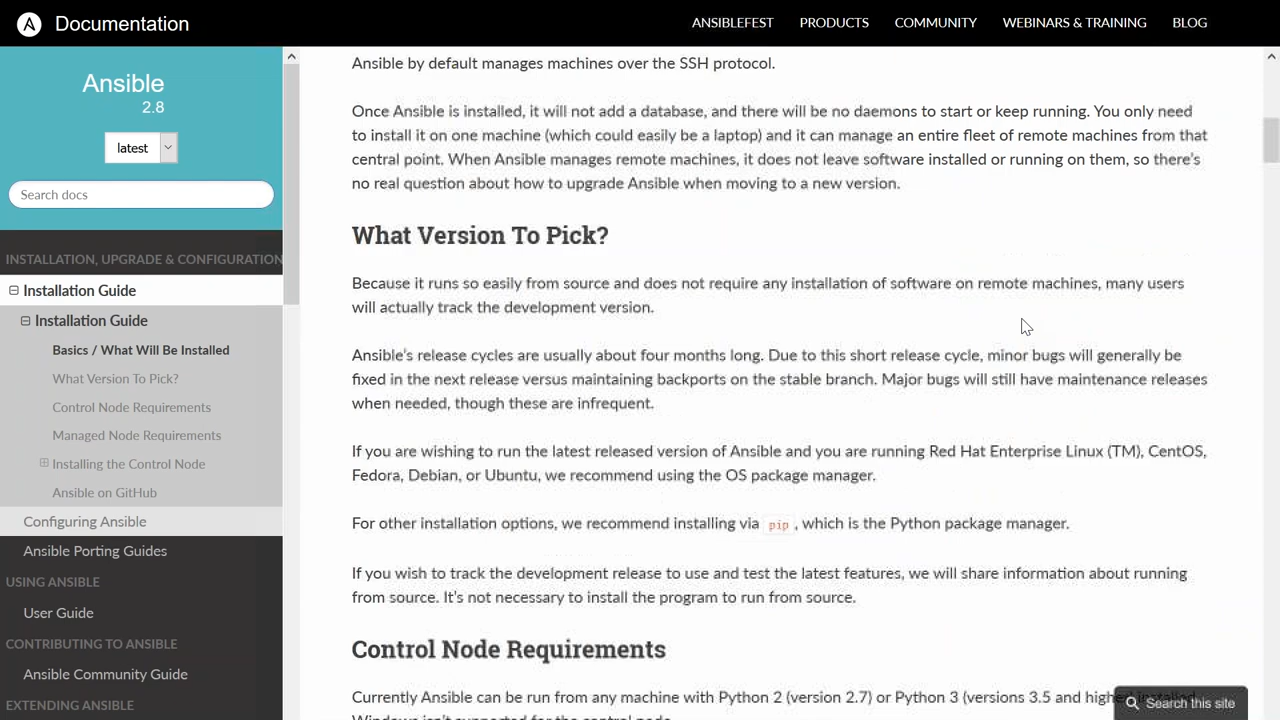 Documentation
ANSIBLEFEST
PRODUCTS
COMMUNITY
WEBINARS & TRAINING
BLOG
Ansible
2.8
latest
Search docs
INSTALLATION, UPGRADE & CONFIGURATION
Installation Guide
Installation Guide
Basics / What Will Be Installed
What Version To Pick?
Control Node Requirements
Managed Node Requirements
Installing the Control Node
Ansible on GitHub
Configuring Ansible
Ansible Porting Guides
USING ANSIBLE
User Guide
CONTRIBUTING TO ANSIBLE
Ansible Community Guide
EXTENDING ANSIBLE
Ansible by default manages machines over the SSH protocol.
Once Ansible is installed, it will not add a database, and there will be no daemons to start or keep running. You only need
to install it on one machine (which could easily be a laptop) and it can manage an entire fleet of remote machines from that
central point. When Ansible manages remote machines, it does not leave software installed or running on them, so there's
no real question about how to upgrade Ansible when moving to a new version.
What Version To Pick?
Because it runs so easily from source and does not require any installation of software on remote machines, many users
will actually track the development version.
Ansible's release cycles are usually about four months long. Due to this short release cycle, minor bugs will generally be
fixed in the next release versus maintaining backports on the stable branch. Major bugs will still have maintenance releases
when needed, though these are infrequent.
If you are wishing to run the latest released version of Ansible and you are running Red Hat Enterprise Linux (TM), CentOS,
Fedora, Debian, or Ubuntu, we recommend using the OS package manager.
For other installation options, we recommend installing via pip , which is the Python package manager.
If you wish to track the development release to use and test the latest features, we will share information about running
from source. It's not necessary to install the program to run from source.
Control Node Requirements
Currently Ansible can be run from any machine with Python 2 (version 2.7) or Python 3 (versions 3.5 and higher) installed.
Windows isn't supported for the control node.
Search this site